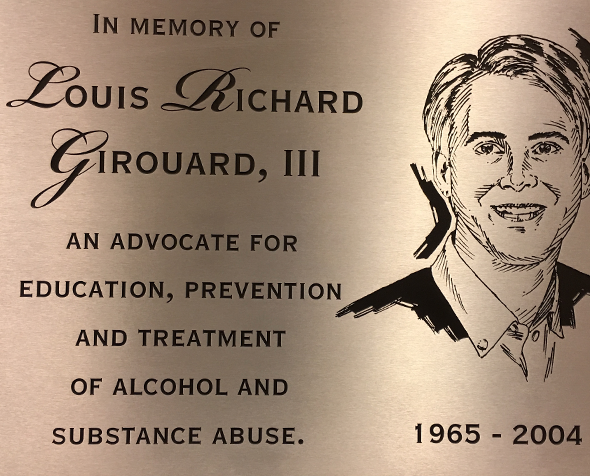 In memory of
Louis Richard
Girouard, III
an advocate for
education, prevention
and treatment
of alcohol and
substance abuse.
1965 - 2004